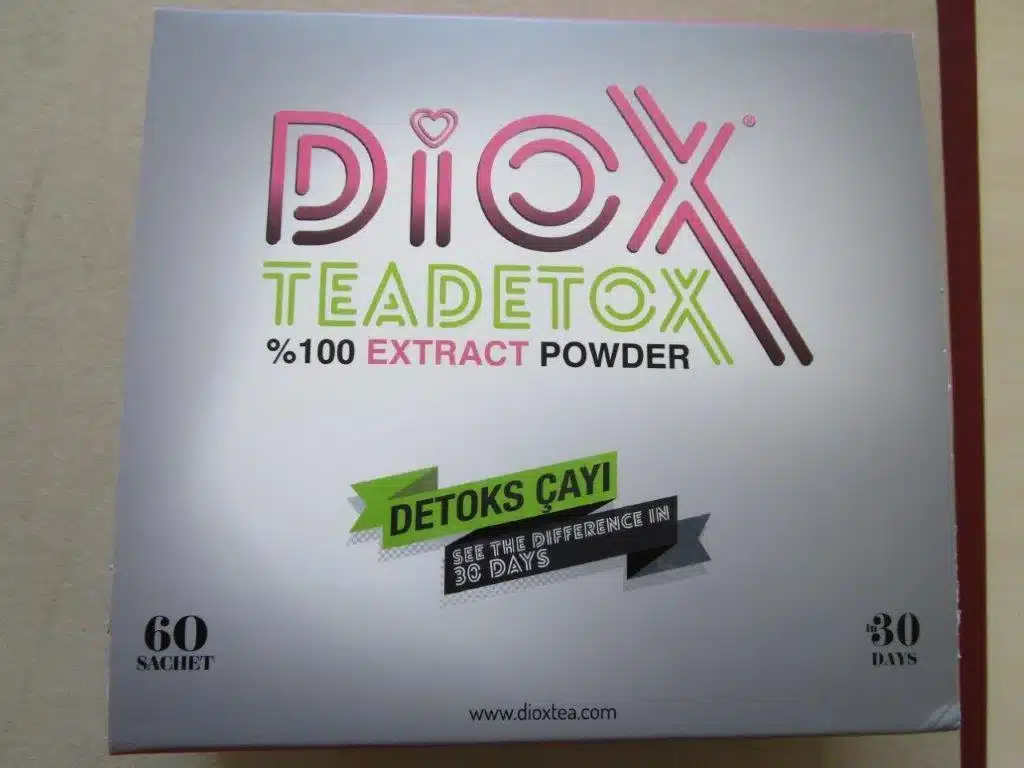 DiOX®
TEADETOX
%100 EXTRACT POWDER
DETOKS ÇAYI
SEE THE DIFFERENCE IN
30 DAYS
60
SACHET
in 30
DAYS
www.dioxtea.com